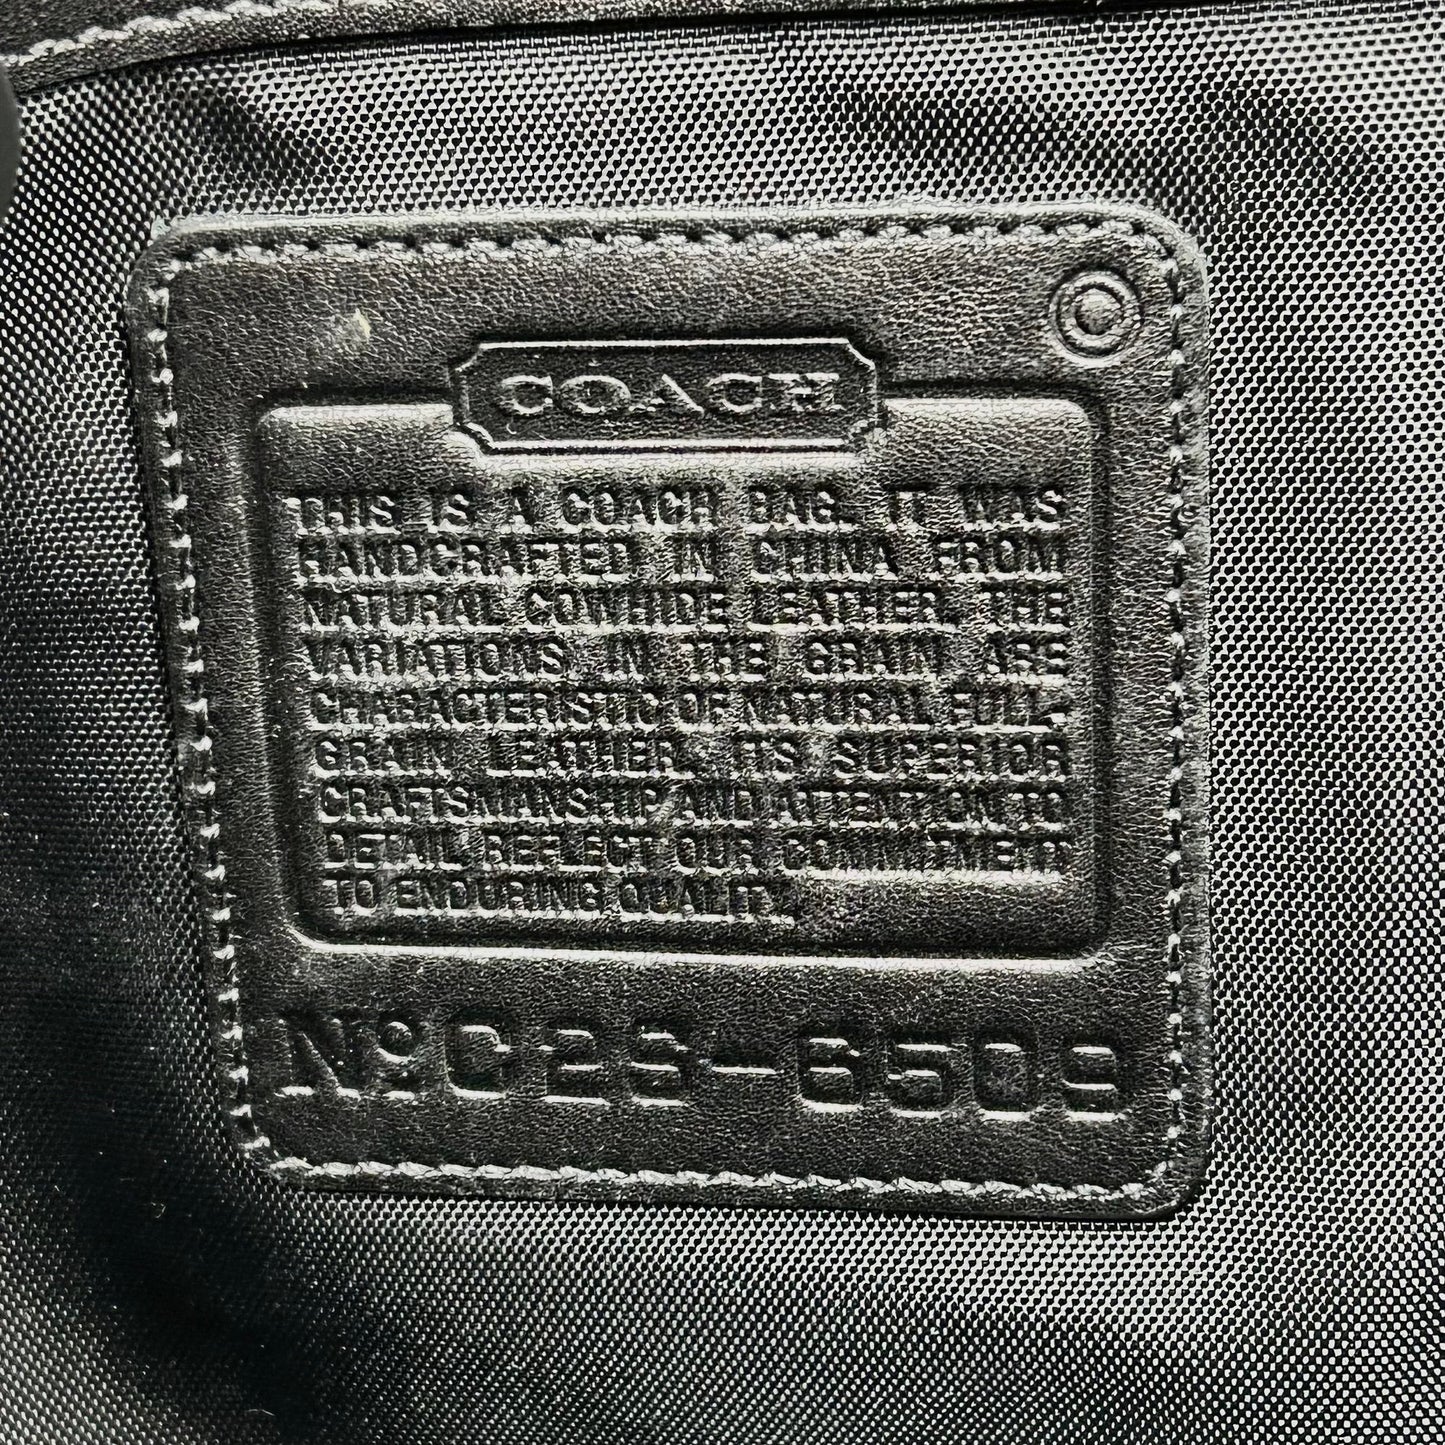 COACH
THIS IS A COACH BAG. IT WAS
HANDCRAFTED IN CHINA FROM
NATURAL COWHIDE LEATHER. THE
VARIATIONS IN THE GRAIN ARE
CHARACTERISTIC OF NATURAL FULL-
GRAIN LEATHER. ITS SUPERIOR
CRAFTSMANSHIP AND ATTENTION TO
DETAIL REFLECT OUR COMMITMENT
TO ENDURING QUALITY.
Nº C2S-6509